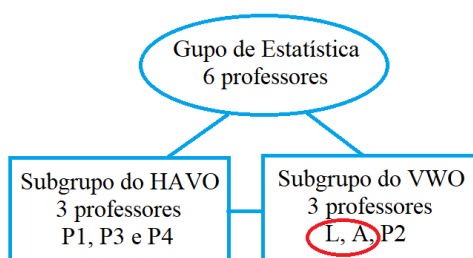 Gupo de Estatística
6 professores
Subgrupo do HAVO
3 professores
P1, P3 e P4
Subgrupo do VWO
3 professores
L, A, P2